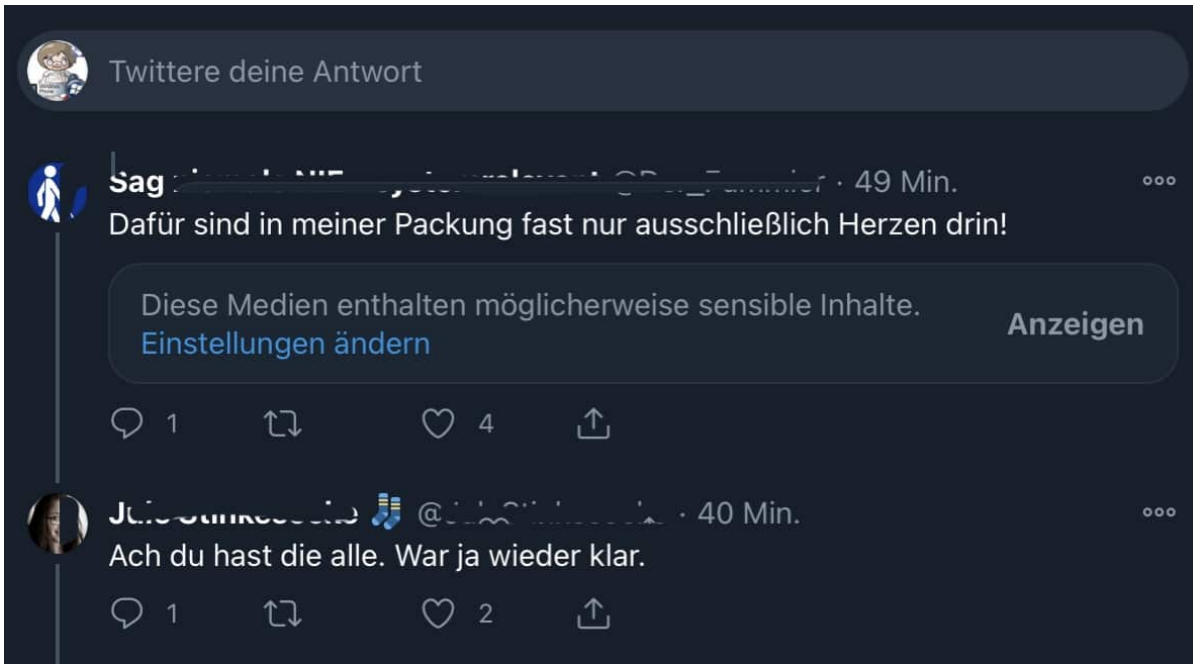 Twittere deine Antwort
Sag · 49 Min.
Dafür sind in meiner Packung fast nur ausschließlich Herzen drin!
Diese Medien enthalten möglicherweise sensible Inhalte.
Einstellungen ändern
Anzeigen
1 4
· 40 Min.
Ach du hast die alle. War ja wieder klar.
1 2